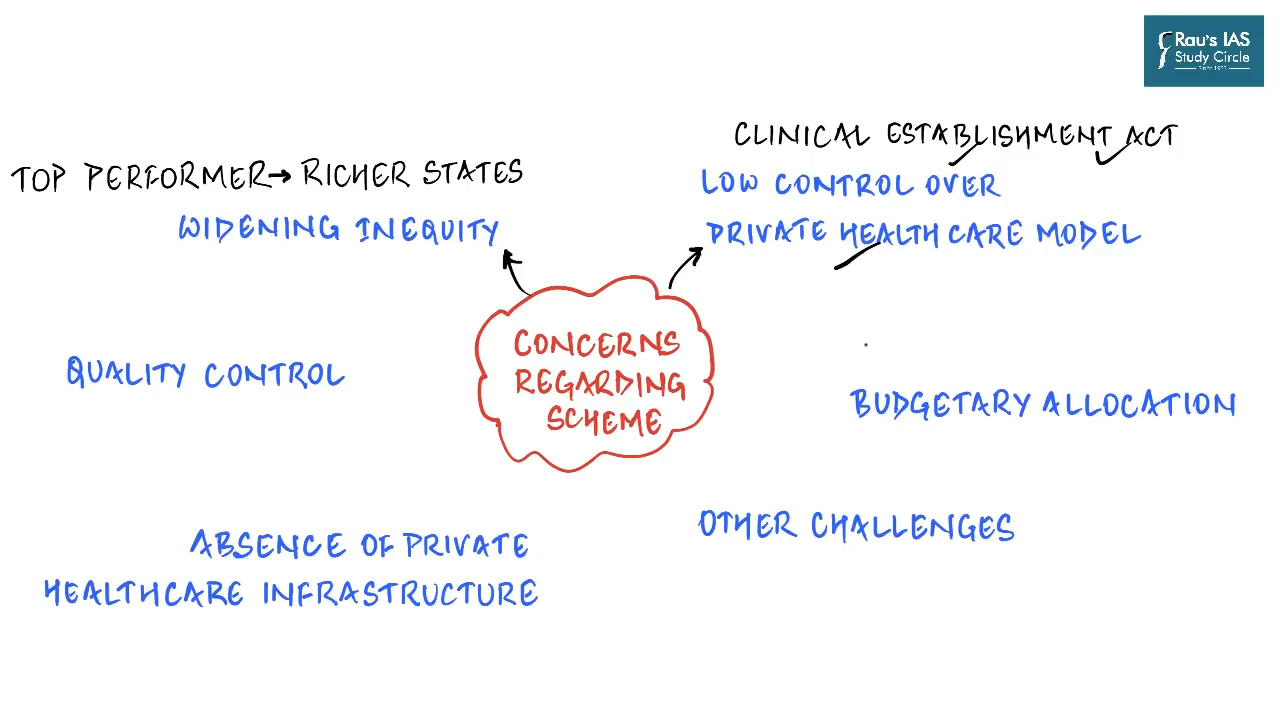 Rau's IAS
Study Circle
CLINICAL ESTABLISHMENT ACT
TOP PERFORMER→RICHER STATES
LOW CONTROL OVER
WIDENING INEQUITY
PRIVATE HEALTH CARE MODEL
CONCERNS
REGARDING
SCHEME
QUALITY CONTROL
BUDGETARY ALLOCATION
OTHER CHALLENGES
ABSENCE OF PRIVATE
HEALTHCARE INFRASTRUCTURE